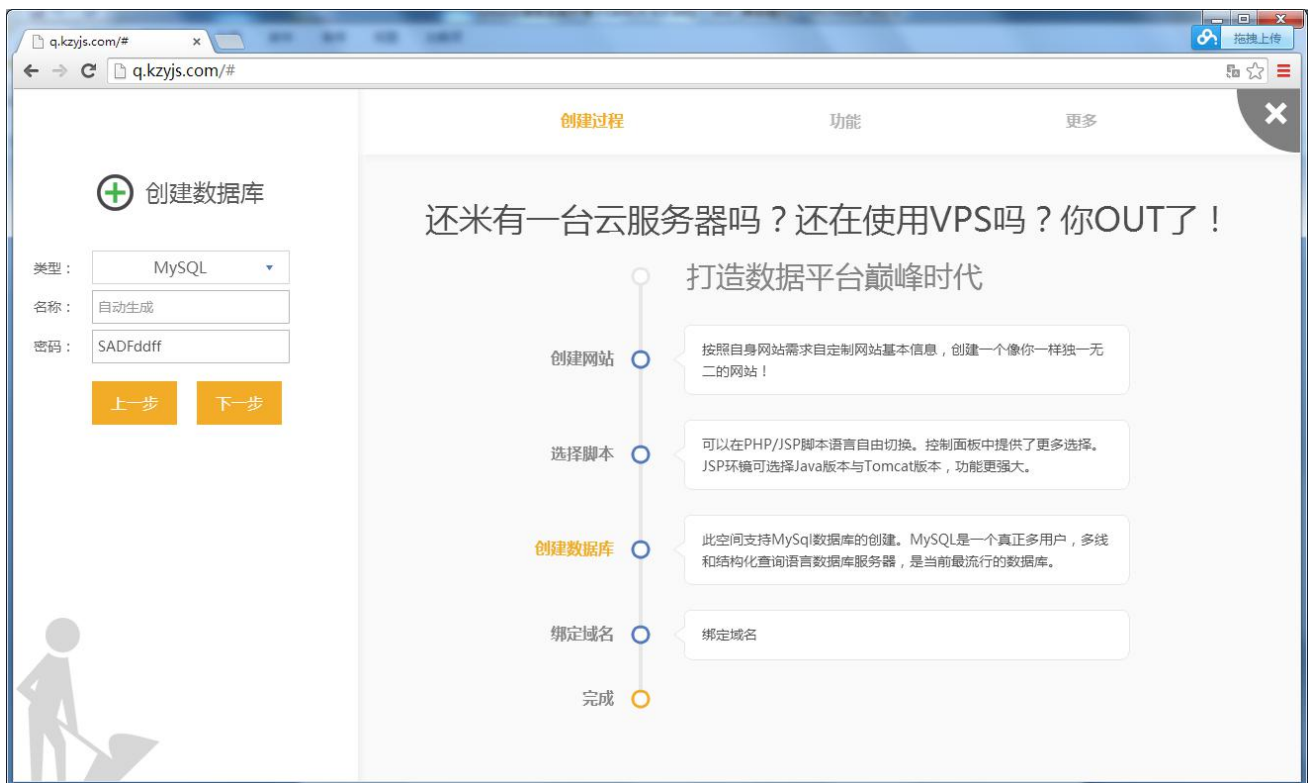 q.kzyjs.com/#
拖拽上传
q.kzyjs.com/#
创建过程
功能
更多
创建数据库
类型：
MySQL
名称：
自动生成
密码：
SADFddff
上一步
下一步
还米有一台云服务器吗？还在使用VPS吗？你OUT了！
打造数据平台巅峰时代
创建网站
按照自身网站需求自定制网站基本信息，创建一个像你一样独一无
二的网站！
选择脚本
可以在PHP/JSP脚本语言自由切换。控制面板中提供了更多选择。
JSP环镜可选择Java版本与Tomcat版本，功能更强大。
创建数据库
此空间支持MySql数据库的创建。MySQL是一个真正多用户，多线
和结构化查询语言数据库服务器，是当前最流行的数据库。
绑定域名
绑定域名
完成